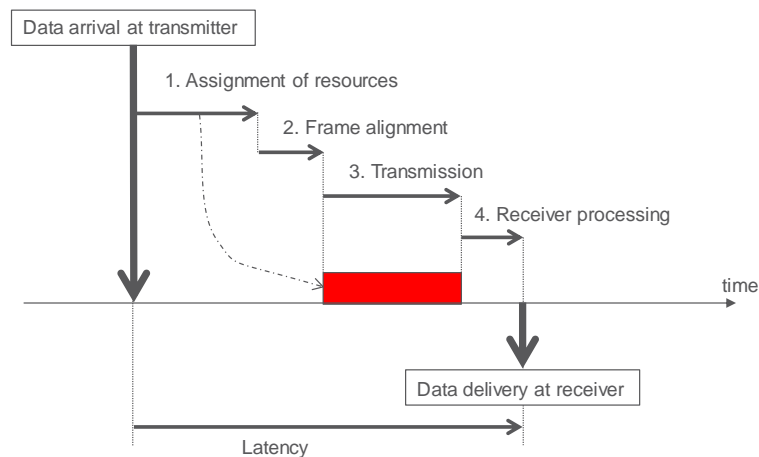 Data arrival at transmitter
1. Assignment of resources
2. Frame alignment
3. Transmission
4. Receiver processing
time
Data delivery at receiver
Latency